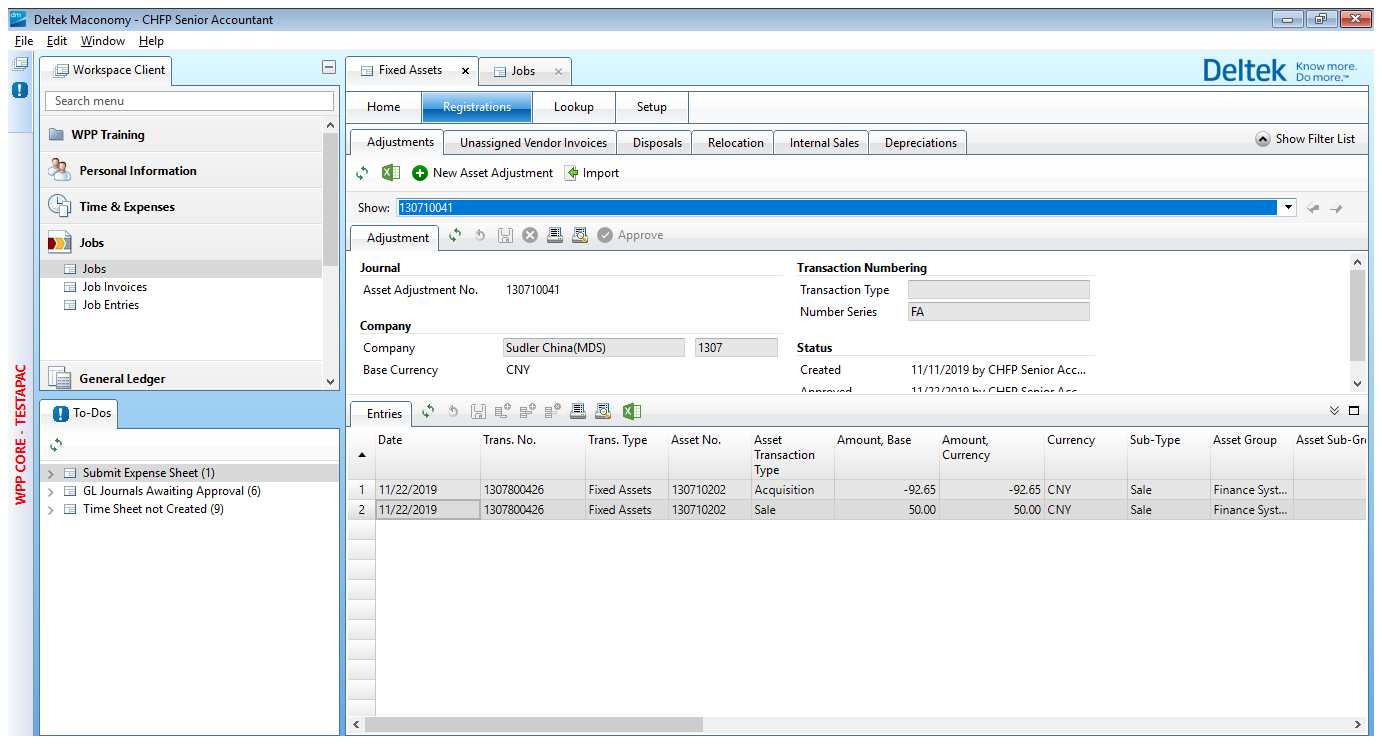 Deltek Maconomy - CHFP Senior Accountant
File Edit Window Help
Workspace Client
Search menu
WPP Training
Personal Information
Time & Expenses
Jobs
Jobs
Job Invoices
Job Entries
General Ledger
To-Dos
Submit Expense Sheet (1)
GL Journals Awaiting Approval (6)
Time Sheet not Created (9)
WPP CORE - TESTAPAC
Fixed Assets x Jobs x
Deltek Know more.
Do more.™
Home Registrations Lookup Setup
Adjustments Unassigned Vendor Invoices Disposals Relocation Internal Sales Depreciations Show Filter List
New Asset Adjustment Import
Show: 130710041
Adjustment Approve
Journal
Asset Adjustment No. 130710041
Company
Company Sudler China(MDS) 1307
Base Currency CNY
Transaction Numbering
Transaction Type
Number Series FA
Status
Created 11/11/2019 by CHFP Senior Acc...
Approved 11/22/2019 by CHFP Senior Acc...
Entries
Date Trans. No. Trans. Type Asset No. Asset Transaction Type Amount, Base Amount, Currency Currency Sub-Type Asset Group Asset Sub-Gr
1 11/22/2019 1307800426 Fixed Assets 130710202 Acquisition -92.65 -92.65 CNY Sale Finance Syst...
2 11/22/2019 1307800426 Fixed Assets 130710202 Sale 50.00 50.00 CNY Sale Finance Syst...